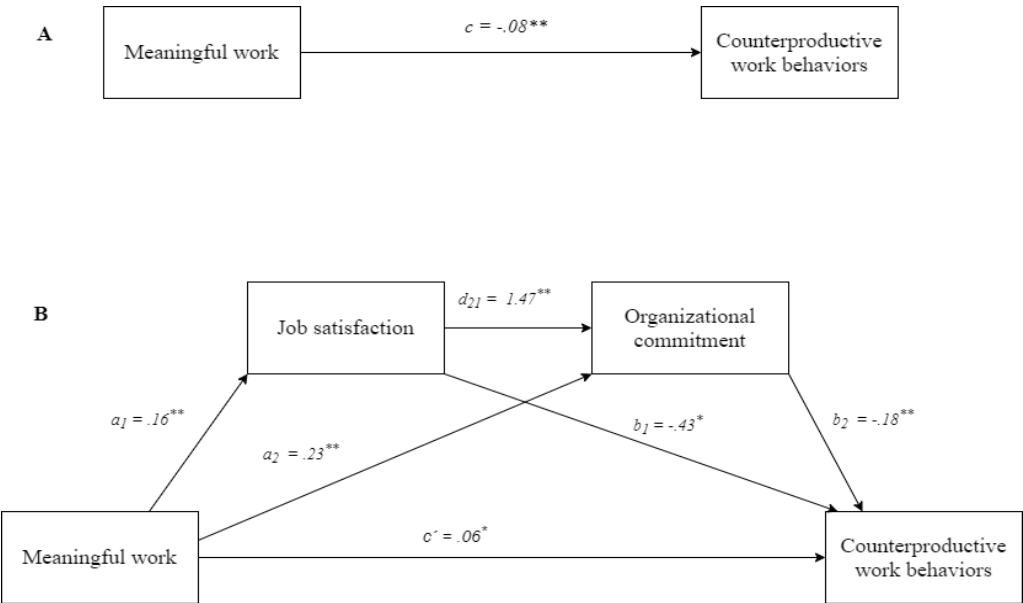 A
c = -.08**
Meaningful work
Counterproductive
work behaviors
B
d21 = 1.47**
Job satisfaction
Organizational
commitment
a1 = .16**
a2 = .23**
b1 = -.43*
b2 = -.18**
c´ = .06*
Meaningful work
Counterproductive
work behaviors